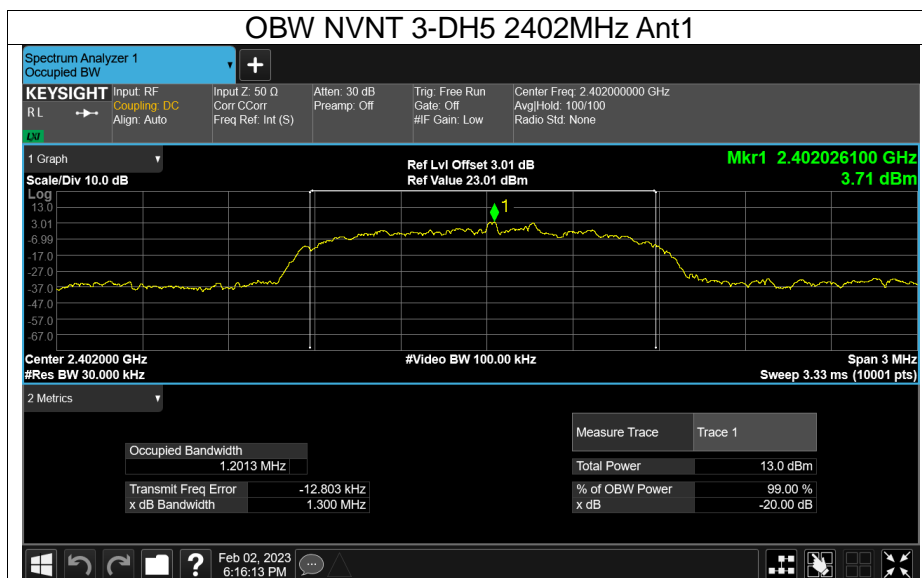 OBW NVNT 3-DH5 2402MHz Ant1
Spectrum Analyzer 1
Occupied BW
+
KEYSIGHT Input: RF Input Z: 50 Ω Atten: 30 dB Trig: Free Run Center Freq: 2.402000000 GHz
RL Coupling: DC Corr CCorr Preamp: Off Gate: Off Avg|Hold: 100/100
Align: Auto Freq Ref: Int (S) #IF Gain: Low Radio Std: None
LXI
1 Graph Ref Lvl Offset 3.01 dB Mkr1 2.402026100 GHz
Scale/Div 10.0 dB Ref Value 23.01 dBm 3.71 dBm
Log
13.0
1
3.01
-6.99
-17.0
-27.0
-37.0
-47.0
-57.0
-67.0
Center 2.402000 GHz #Video BW 100.00 kHz Span 3 MHz
#Res BW 30.000 kHz Sweep 3.33 ms (10001 pts)
2 Metrics
Measure Trace Trace 1
Occupied Bandwidth
1.2013 MHz Total Power 13.0 dBm
Transmit Freq Error -12.803 kHz % of OBW Power 99.00 %
x dB Bandwidth 1.300 MHz x dB -20.00 dB
? Feb 02, 2023
6:16:13 PM